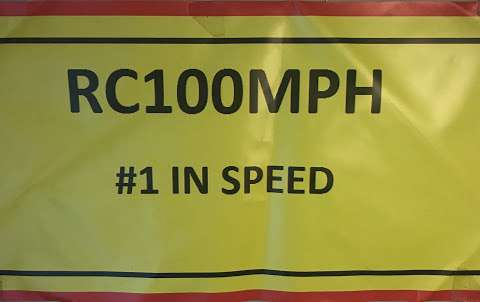 RC100MPH
#1 IN SPEED